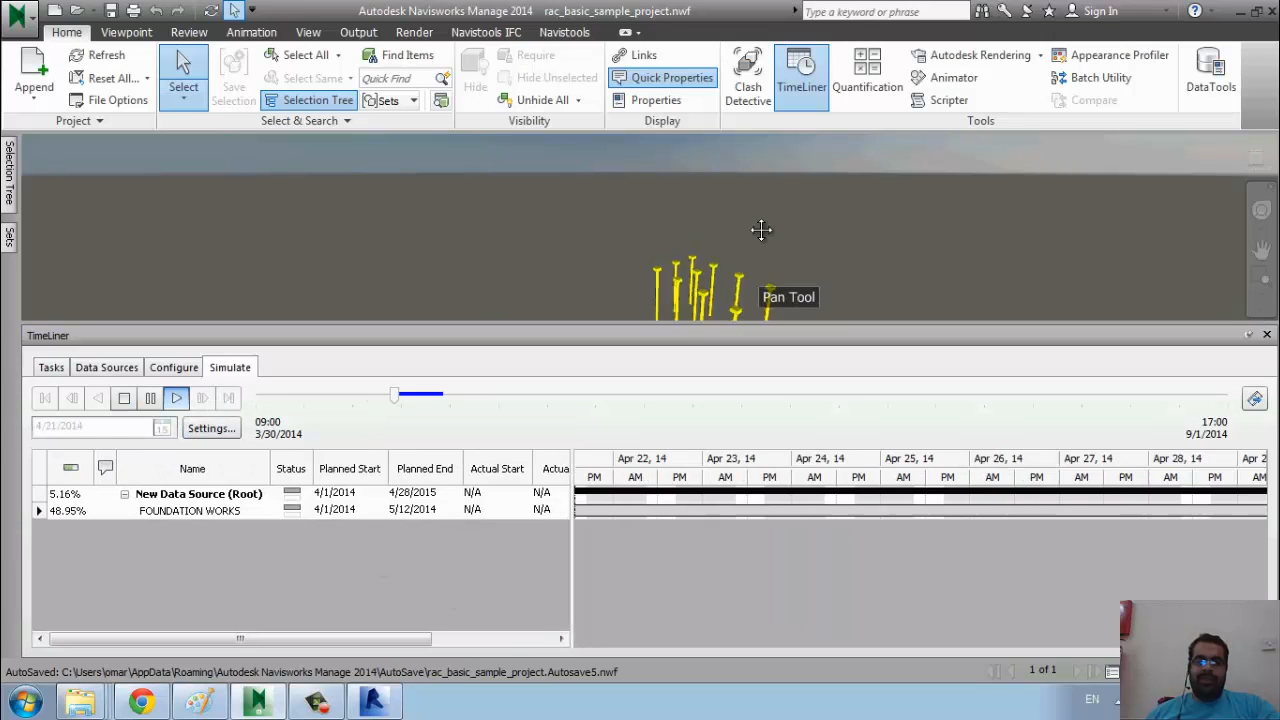 Autodesk Navisworks Manage 2014 rac_basic_sample_project.nwf
Type a keyword or phrase
Sign In
Home Viewpoint Review Animation View Output Render Navistools IFC Navistools
Append
Refresh
Reset All...
File Options
Project
Select
Save Selection
Select All
Select Same
Selection Tree
Find Items
Quick Find
Sets
Select & Search
Hide
Require
Hide Unselected
Unhide All
Visibility
Links
Quick Properties
Properties
Display
Clash Detective
TimeLiner
Quantification
Autodesk Rendering
Animator
Scripter
Appearance Profiler
Batch Utility
Compare
Tools
DataTools
Selection Tree
Sets
Pan Tool
TimeLiner
Tasks Data Sources Configure Simulate
4/21/2014 15 Settings...
09:00
3/30/2014
17:00
9/1/2014
Name Status Planned Start Planned End Actual Start Actua
Apr 22, 14 Apr 23, 14 Apr 24, 14 Apr 25, 14 Apr 26, 14 Apr 27, 14 Apr 28, 14 Apr 2
PM AM PM AM PM AM PM AM PM AM PM AM PM AM PM AM
5.16% New Data Source (Root) 4/1/2014 4/28/2015 N/A N/A
48.95% FOUNDATION WORKS 4/1/2014 5/12/2014 N/A N/A
AutoSaved: C:\Users\omar\AppData\Roaming\Autodesk Navisworks Manage 2014\AutoSave\rac_basic_sample_project.Autosave5.nwf
1 of 1
EN